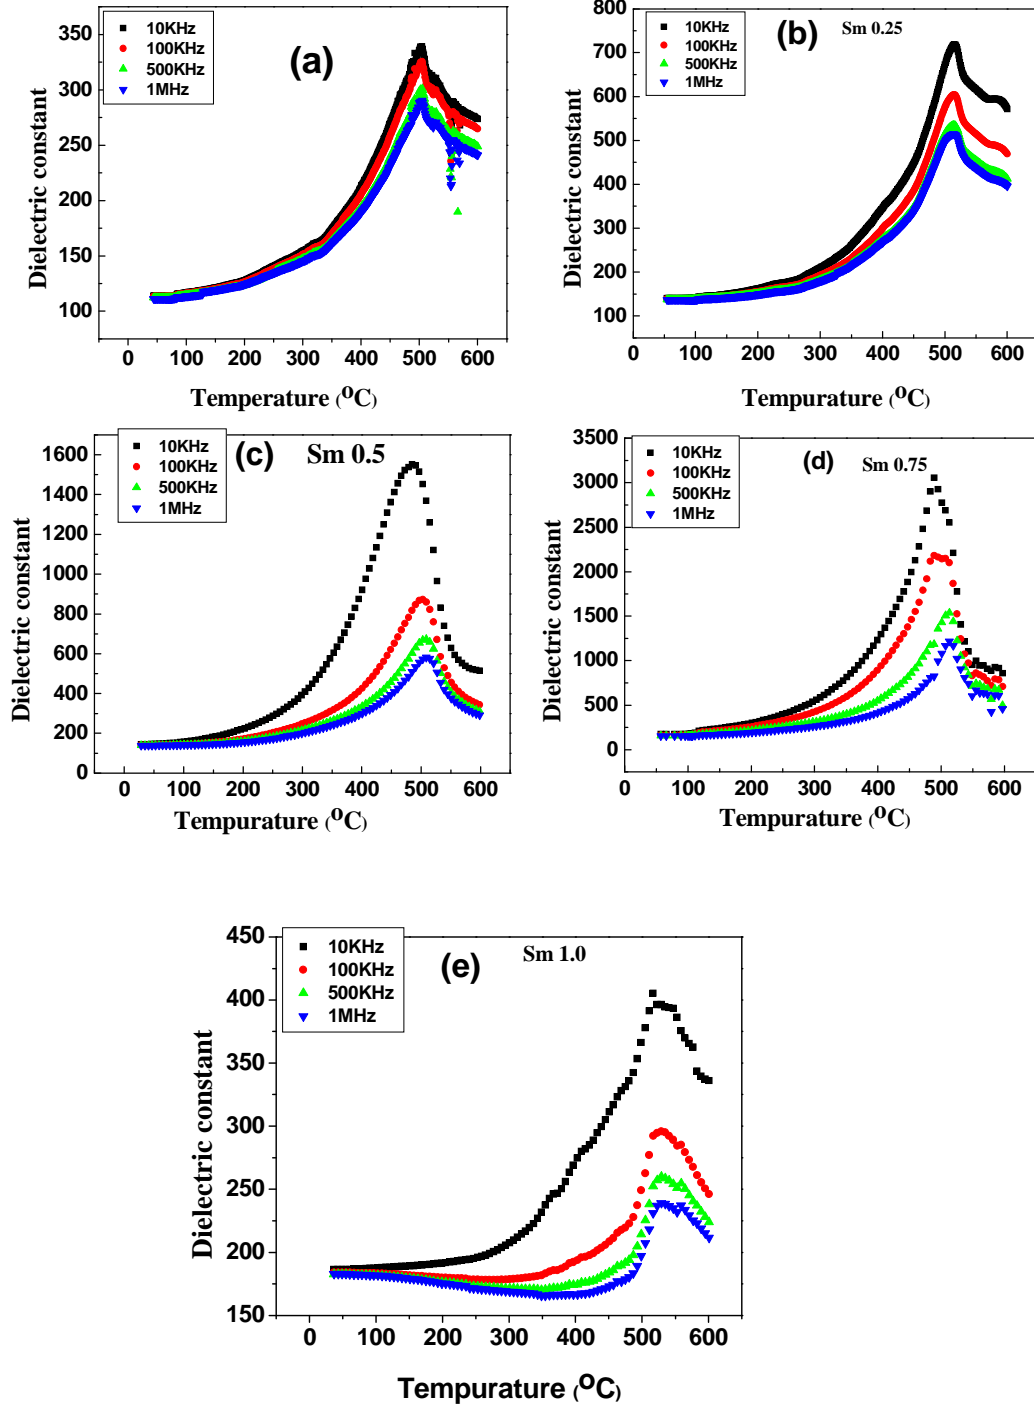 (a)
10KHz
100KHz
500KHz
1MHz
350
300
250
200
150
100
0 100 200 300 400 500 600
Dielectric constant
Temperature (oC)
(b)
Sm 0.25
10KHz
100KHz
500KHz
1MHz
800
700
600
500
400
300
200
100
0 100 200 300 400 500 600
Dielectric constant
Tempurature (oC)
(c)
Sm 0.5
10KHz
100KHz
500KHz
1MHz
1600
1400
1200
1000
800
600
400
200
0
0 100 200 300 400 500 600
Dielectric constant
Tempurature (oC)
(d)
Sm 0.75
10KHz
100KHz
500KHz
1MHz
3500
3000
2500
2000
1500
1000
500
0
0 100 200 300 400 500 600
Dielectric constant
Tempurature (oC)
(e)
Sm 1.0
10KHz
100KHz
500KHz
1MHz
450
400
350
300
250
200
150
0 100 200 300 400 500 600
Dielectric constant
Tempurature (oC)